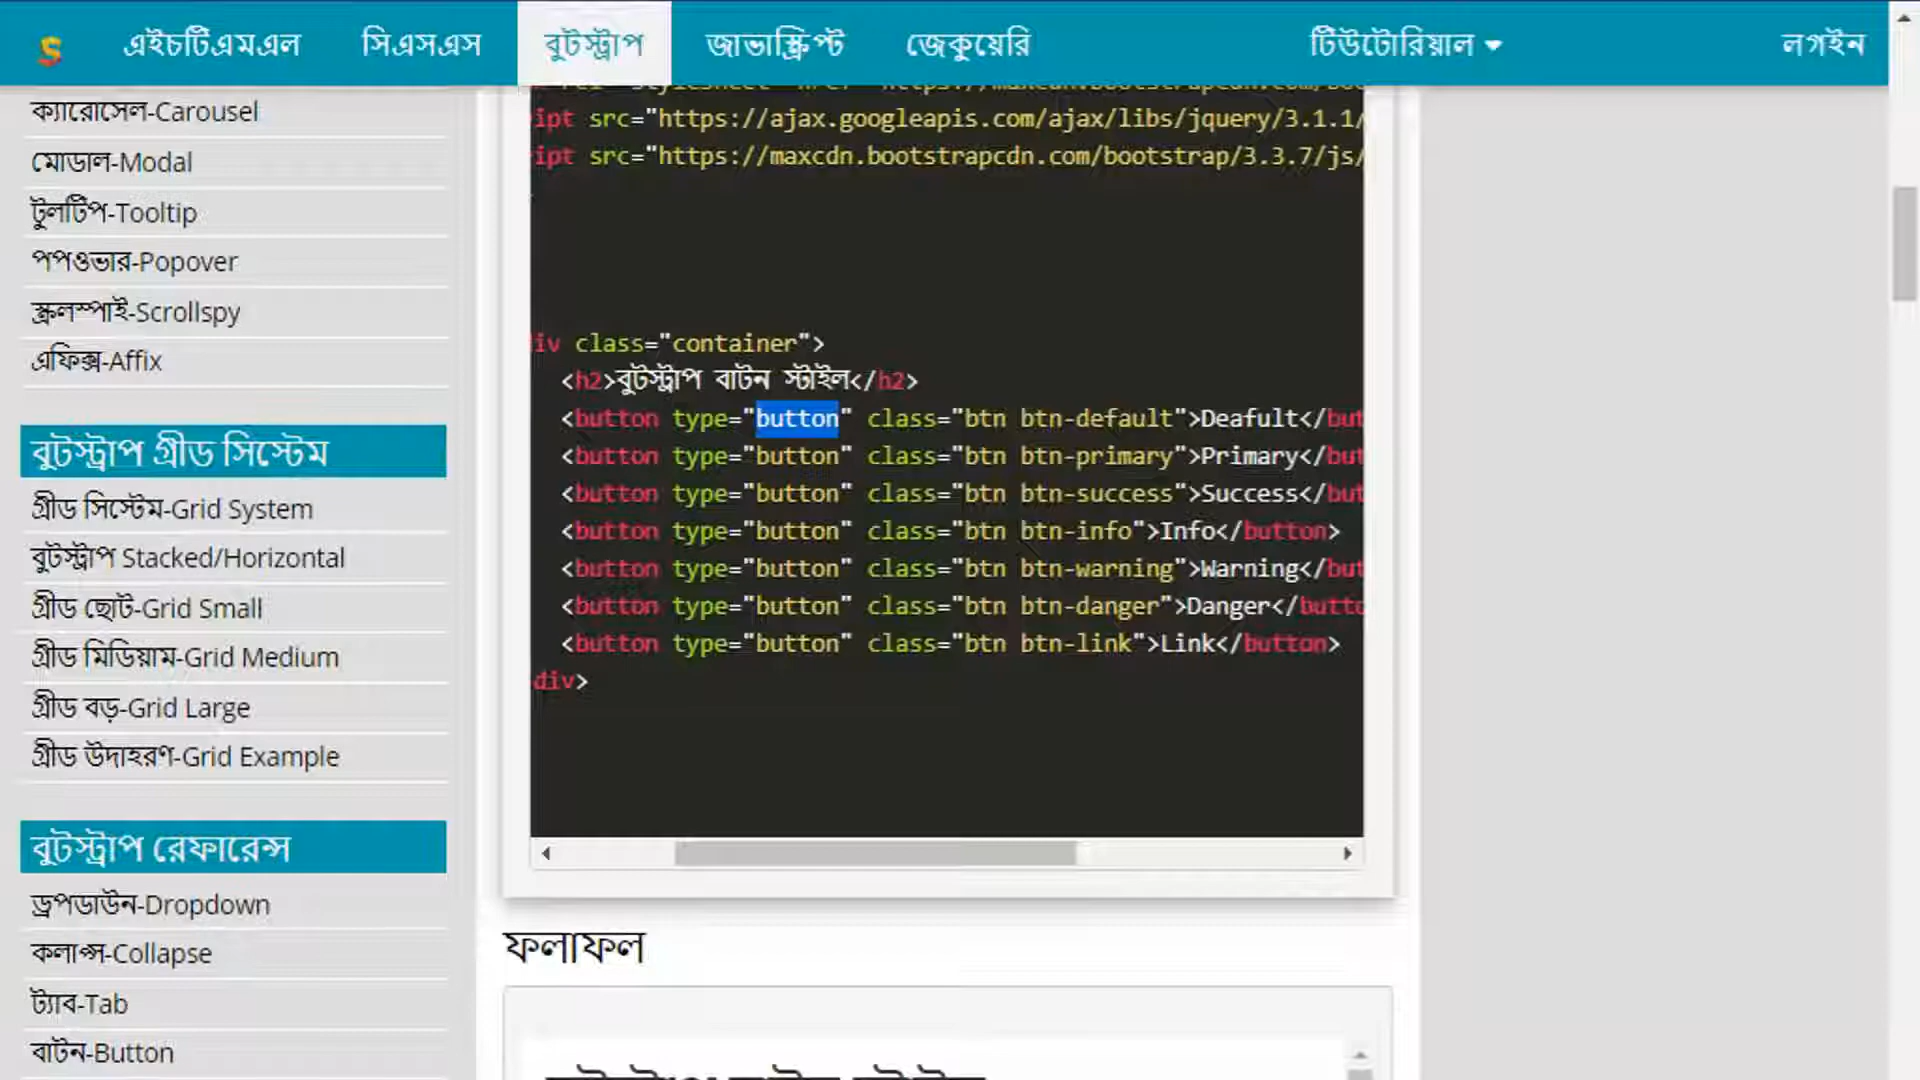 এইচটিএমএল সিএসএস বুটস্ট্রাপ জাভাস্ক্রিপ্ট জেকুয়েরি টিউটোরিয়াল লগইন
ক্যারোসেল-Carousel
মোডাল-Modal
টুলটিপ-Tooltip
পপওভার-Popover
স্ক্রলস্পাই-Scrollspy
এফিক্স-Affix
বুটস্ট্রাপ গ্রীড সিস্টেম
গ্রীড সিস্টেম-Grid System
বুটস্ট্রাপ Stacked/Horizontal
গ্রীড ছোট-Grid Small
গ্রীড মিডিয়াম-Grid Medium
গ্রীড বড়-Grid Large
গ্রীড উদাহরণ-Grid Example
বুটস্ট্রাপ রেফারেন্স
ড্রপডাউন-Dropdown
কলাপ্স-Collapse
ট্যাব-Tab
বাটন-Button
ipt src="https://ajax.googleapis.com/ajax/libs/jquery/3.1.1/
ipt src="https://maxcdn.bootstrapcdn.com/bootstrap/3.3.7/js/
iv class="container">
<h2>বুটস্ট্রাপ বাটন স্টাইল</h2>
<button type="button" class="btn btn-default">Deafult</but
<button type="button" class="btn btn-primary">Primary</but
<button type="button" class="btn btn-success">Success</but
<button type="button" class="btn btn-info">Info</button>
<button type="button" class="btn btn-warning">Warning</but
<button type="button" class="btn btn-danger">Danger</butto
<button type="button" class="btn btn-link">Link</button>
div>
ফলাফল